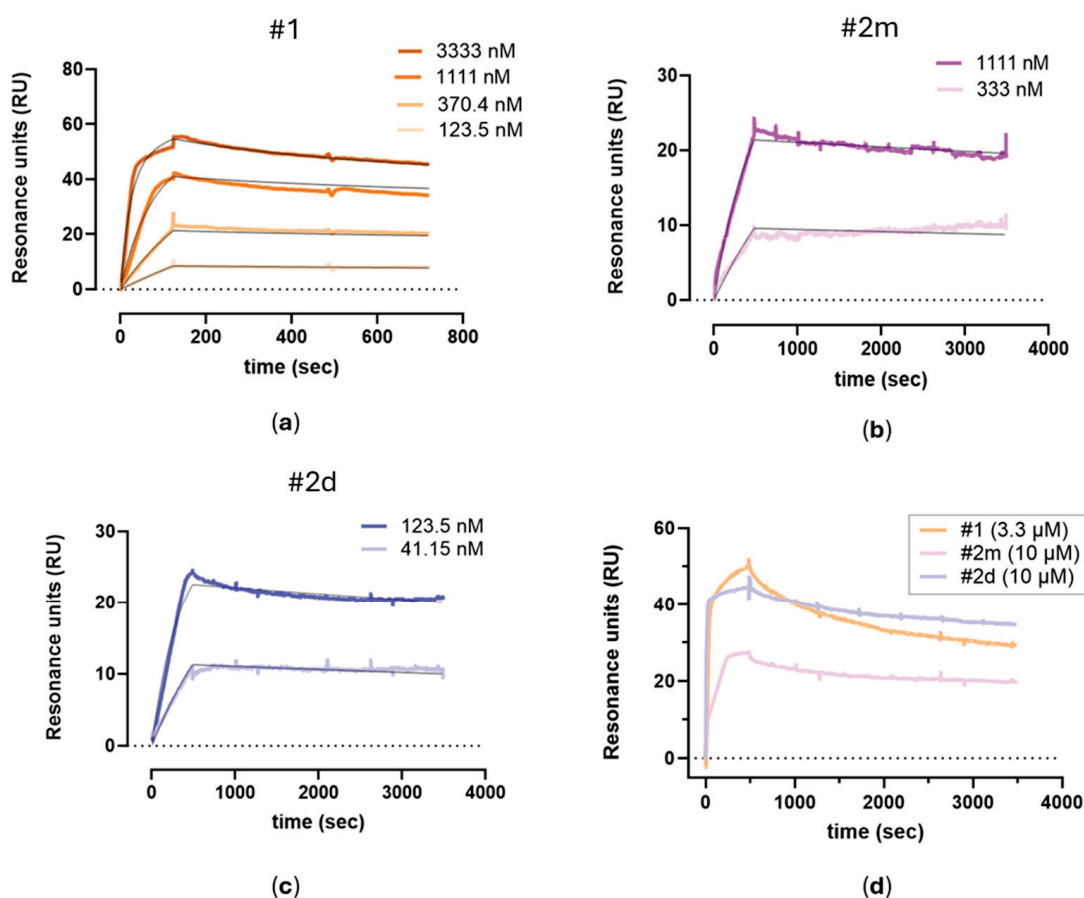 #1
3333 nM
1111 nM
370.4 nM
123.5 nM
Resonance units (RU)
80
60
40
20
0
0 200 400 600 800
time (sec)
(a)
#2m
1111 nM
333 nM
Resonance units (RU)
30
20
10
0
0 1000 2000 3000 4000
time (sec)
(b)
#2d
123.5 nM
41.15 nM
Resonance units (RU)
30
20
10
0
0 1000 2000 3000 4000
time (sec)
(c)
#1 (3.3 µM)
#2m (10 µM)
#2d (10 µM)
Resonance units (RU)
60
40
20
0
0 1000 2000 3000 4000
time (sec)
(d)